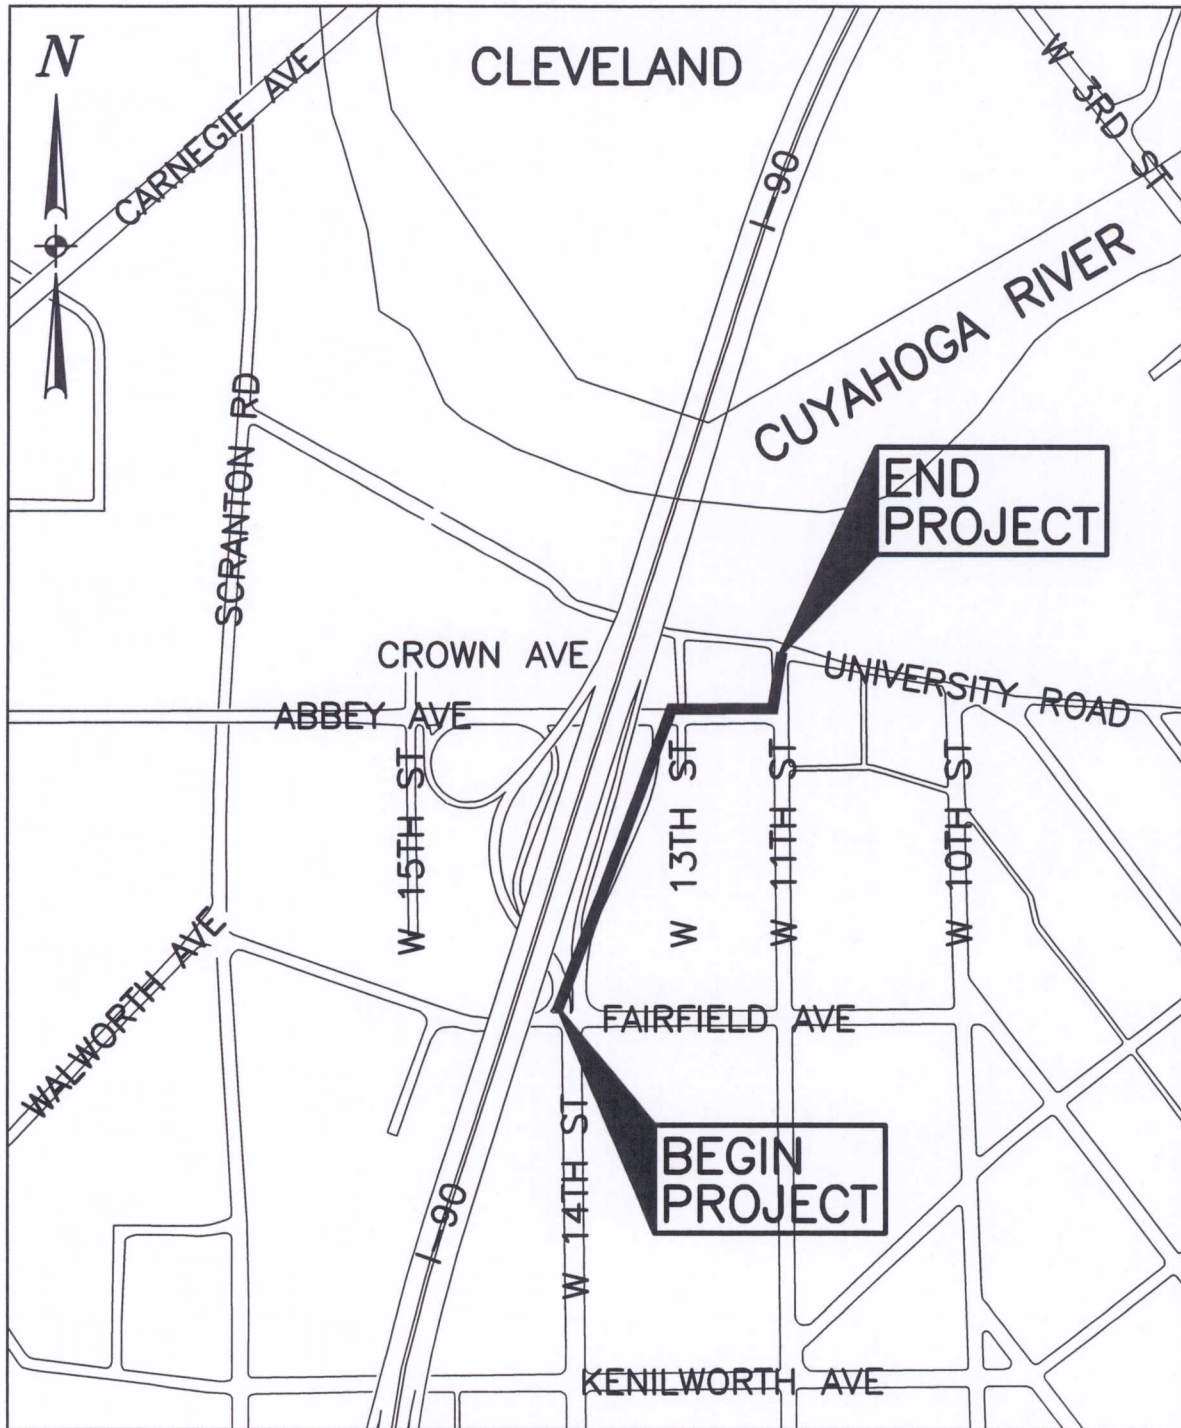 N
CLEVELAND
CARNEGIE AVE
W 3RD ST
I-90
CUYAHOGA RIVER
SCRANTON RD
END
PROJECT
CROWN AVE
UNIVERSITY ROAD
ABBEY AVE
W 15TH ST
W 13TH ST
W 11TH ST
W 10TH ST
WALWORTH AVE
FAIRFIELD AVE
BEGIN
PROJECT
W 14TH ST
I-90
KENILWORTH AVE